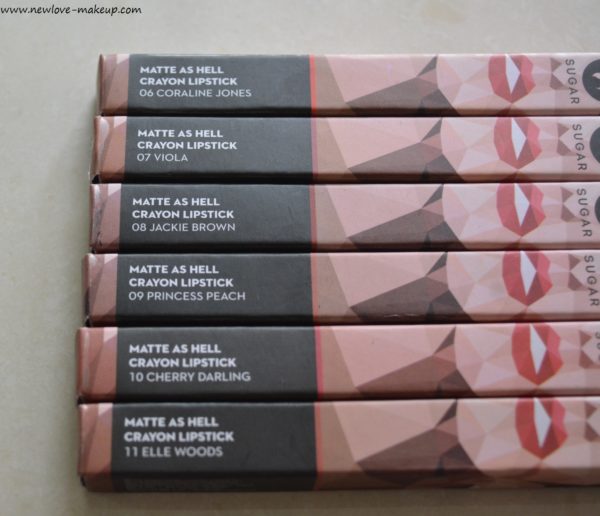 www.newlove-makeup.com
MATTE AS HELL
CRAYON LIPSTICK
06 CORALINE JONES
SUGAR
MATTE AS HELL
CRAYON LIPSTICK
07 VIOLA
SUGAR
MATTE AS HELL
CRAYON LIPSTICK
08 JACKIE BROWN
SUGAR
MATTE AS HELL
CRAYON LIPSTICK
09 PRINCESS PEACH
SUGAR
MATTE AS HELL
CRAYON LIPSTICK
10 CHERRY DARLING
MATTE AS HELL
CRAYON LIPSTICK
11 ELLE WOODS